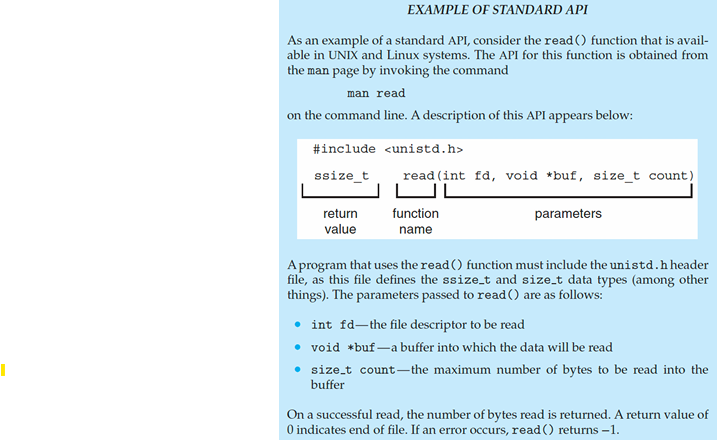 EXAMPLE OF STANDARD API
As an example of a standard API, consider the read() function that is avail-
able in UNIX and Linux systems. The API for this function is obtained from
the man page by invoking the command
man read
on the command line. A description of this API appears below:
#include <unistd.h>
ssize_t read(int fd, void *buf, size_t count)
return function parameters
value name
A program that uses the read() function must include the unistd.h header
file, as this file defines the ssize_t and size_t data types (among other
things). The parameters passed to read() are as follows:
• int fd—the file descriptor to be read
• void *buf—a buffer into which the data will be read
• size_t count—the maximum number of bytes to be read into the
buffer
On a successful read, the number of bytes read is returned. A return value of
0 indicates end of file. If an error occurs, read() returns −1.